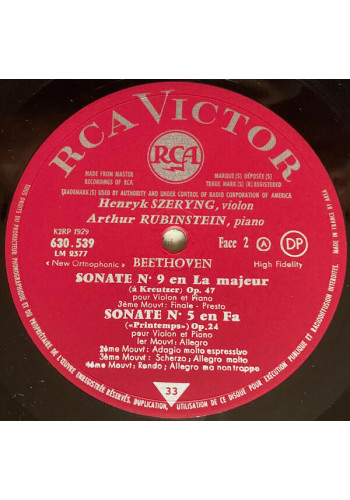 RCA VICTOR
RCA
MADE FROM MASTER
RECORDINGS OF RCA
MARQUE(S) DÉPOSÉE(S)
TRADE MARK(S) (R) REGISTERED
TRADEMARK(S) USED BY AUTHORITY AND UNDER CONTROL OF RADIO CORPORATION OF AMERICA
Henryk SZERYNG, violon
Arthur RUBINSTEIN, piano
K2RP 1929
630.539
LM 2377
Face 2 A DP
« New Orthophonic » BEETHOVEN High Fidelity
SONATE N° 9 en La majeur
(à Kreutzer) Op. 47
pour Violon et Piano
3ème Mouvt: Finale - Presto
SONATE N° 5 en Fa
(«Printemps») Op.24
pour Violon et Piano
1er Mouvt: Allegro
2ème Mouvt: Adagio molto espressivo
3ème Mouvt: Scherzo; Allegro molto
4ème Mouvt: Rondo; Allegro ma non troppo
33
TOUS DROITS DU PRODUCTEUR PHONOGRAPHIQUE ET DU PROPRIÉTAIRE DE L'ŒUVRE ENREGISTRÉE RÉSERVÉS. DUPLICATION, UTILISATION DE CE DISQUE POUR EXÉCUTION PUBLIQUE ET RADIODIFFUSION INTERDITES.
MADE IN FRANCE